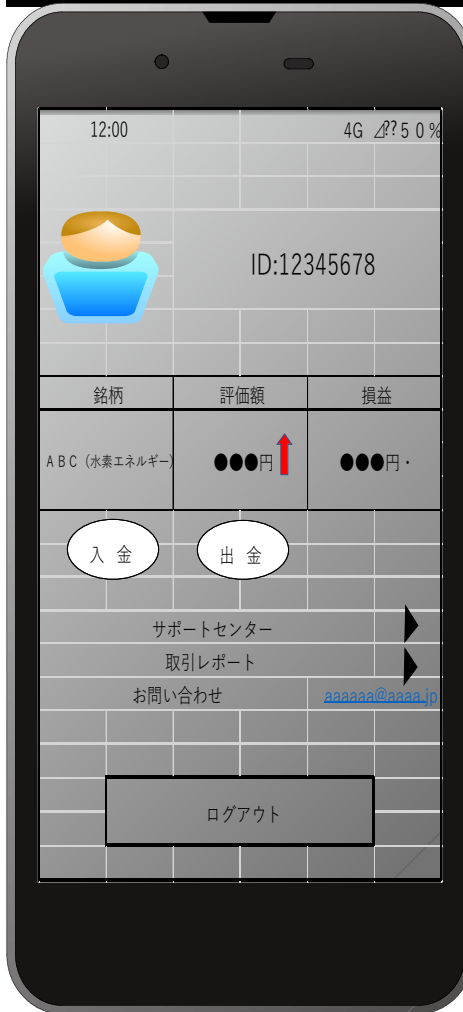 12:00 4G ⊿??50%
ID:12345678
銘柄 評価額 損益
ABC(水素エネルギー) ●●●円 ●●●円・
入 金 出 金
サポートセンター
取引レポート
お問い合わせ aaaaaa@aaaa.jp
ログアウト